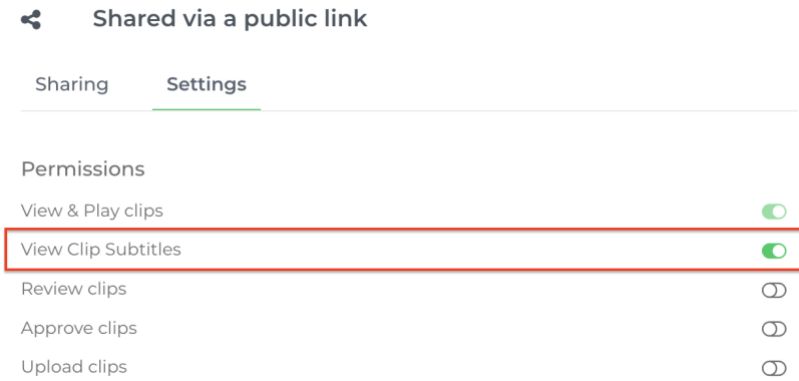 Shared via a public link
Sharing Settings
Permissions
View & Play clips
View Clip Subtitles
Review clips
Approve clips
Upload clips